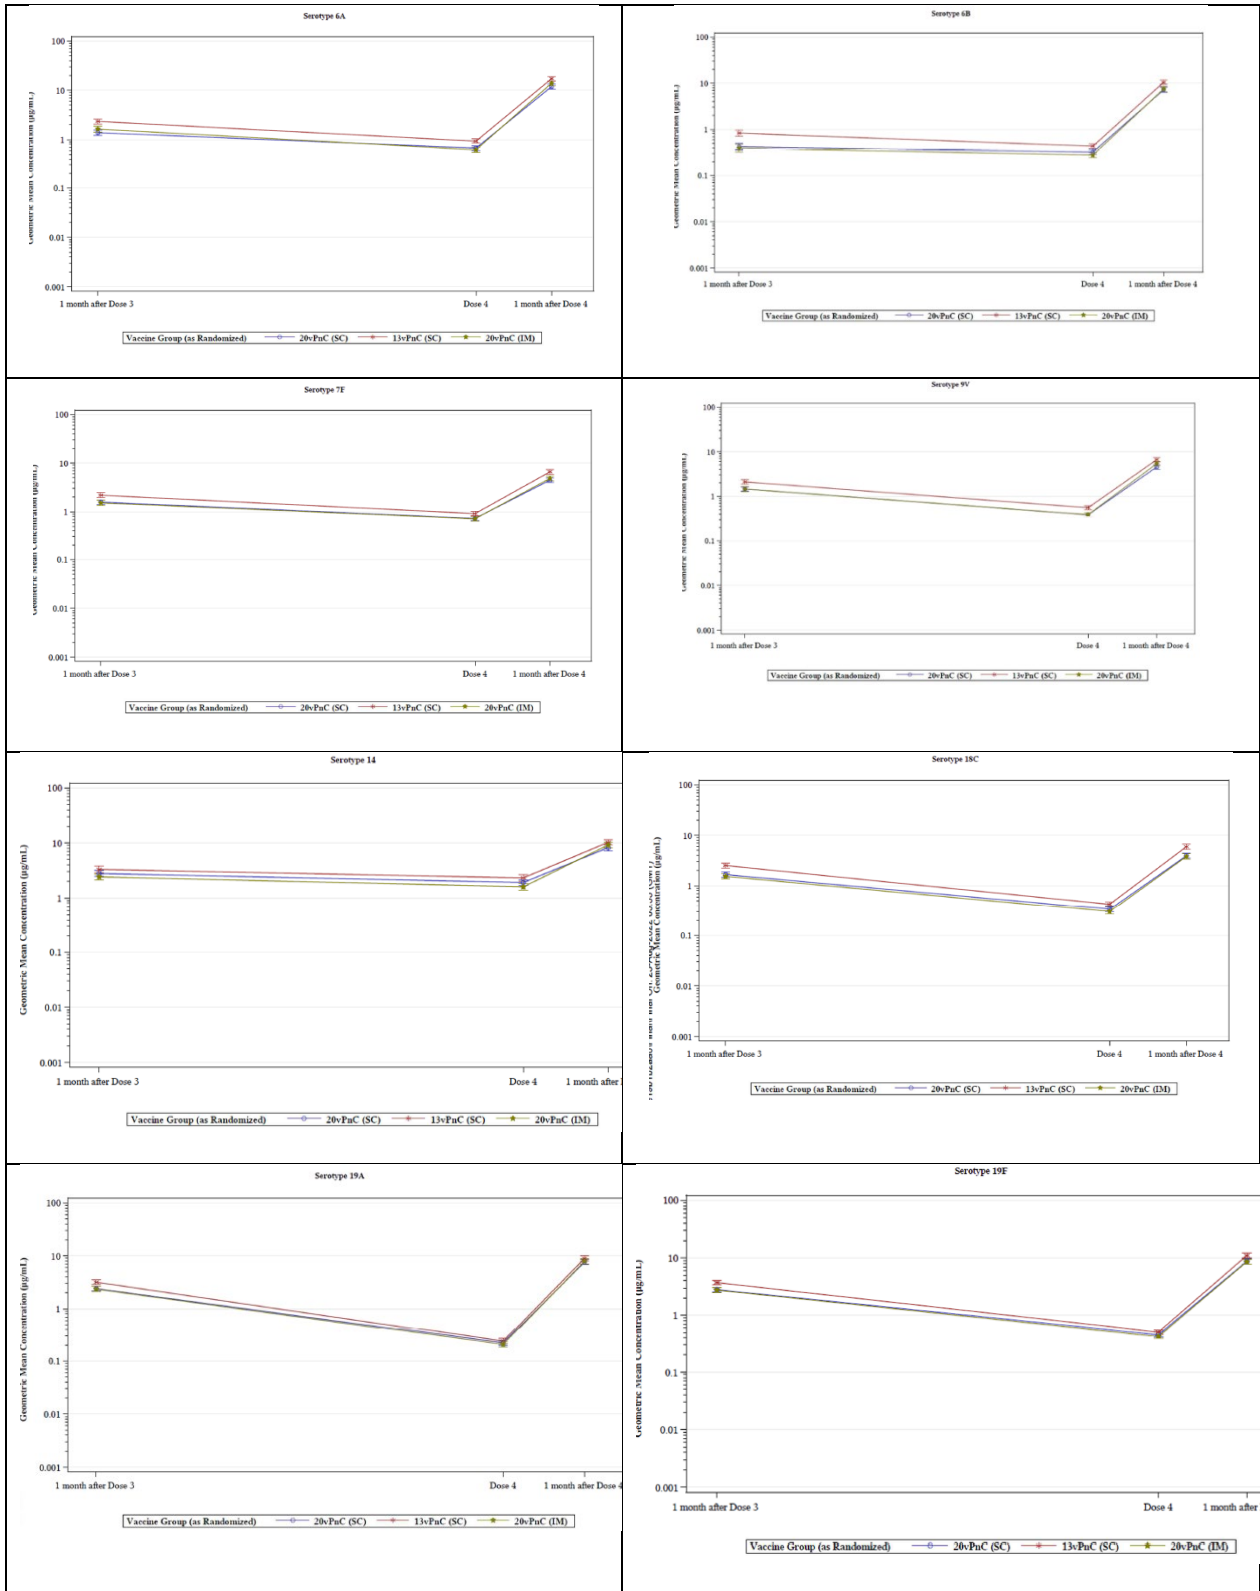 Serotype 6A
Geometric Mean Concentration (µg/mL)
100
10
1
0.1
0.01
0.001
1 month after Dose 3 Dose 4 1 month after Dose 4
Vaccine Group (as Randomized) 20vPnC (SC) 13vPnC (SC) 20vPnC (IM)
Serotype 6B
Geometric Mean Concentration (µg/mL)
100
10
1
0.1
0.01
0.001
1 month after Dose 3 Dose 4 1 month after Dose 4
Vaccine Group (as Randomized) 20vPnC (SC) 13vPnC (SC) 20vPnC (IM)
Serotype 7F
Geometric Mean Concentration (µg/mL)
100
10
1
0.1
0.01
0.001
1 month after Dose 3 Dose 4 1 month after Dose 4
Vaccine Group (as Randomized) 20vPnC (SC) 13vPnC (SC) 20vPnC (IM)
Serotype 9V
Geometric Mean Concentration (µg/mL)
100
10
1
0.1
0.01
0.001
1 month after Dose 3 Dose 4 1 month after Dose 4
Vaccine Group (as Randomized) 20vPnC (SC) 13vPnC (SC) 20vPnC (IM)
Serotype 14
Geometric Mean Concentration (µg/mL)
100
10
1
0.1
0.01
0.001
1 month after Dose 3 Dose 4 1 month after
Vaccine Group (as Randomized) 20vPnC (SC) 13vPnC (SC) 20vPnC (IM)
Serotype 18C
Geometric Mean Concentration (µg/mL)
100
10
1
0.1
0.01
0.001
1 month after Dose 3 Dose 4 1 month after Dose 4
Vaccine Group (as Randomized) 20vPnC (SC) 13vPnC (SC) 20vPnC (IM)
Serotype 19A
Geometric Mean Concentration (µg/mL)
100
10
1
0.1
0.01
0.001
1 month after Dose 3 Dose 4 1 month after Dose 4
Vaccine Group (as Randomized) 20vPnC (SC) 13vPnC (SC) 20vPnC (IM)
Serotype 19F
Geometric Mean Concentration (µg/mL)
100
10
1
0.1
0.01
0.001
1 month after Dose 3 Dose 4 1 month after
Vaccine Group (as Randomized) 20vPnC (SC) 13vPnC (SC) 20vPnC (IM)